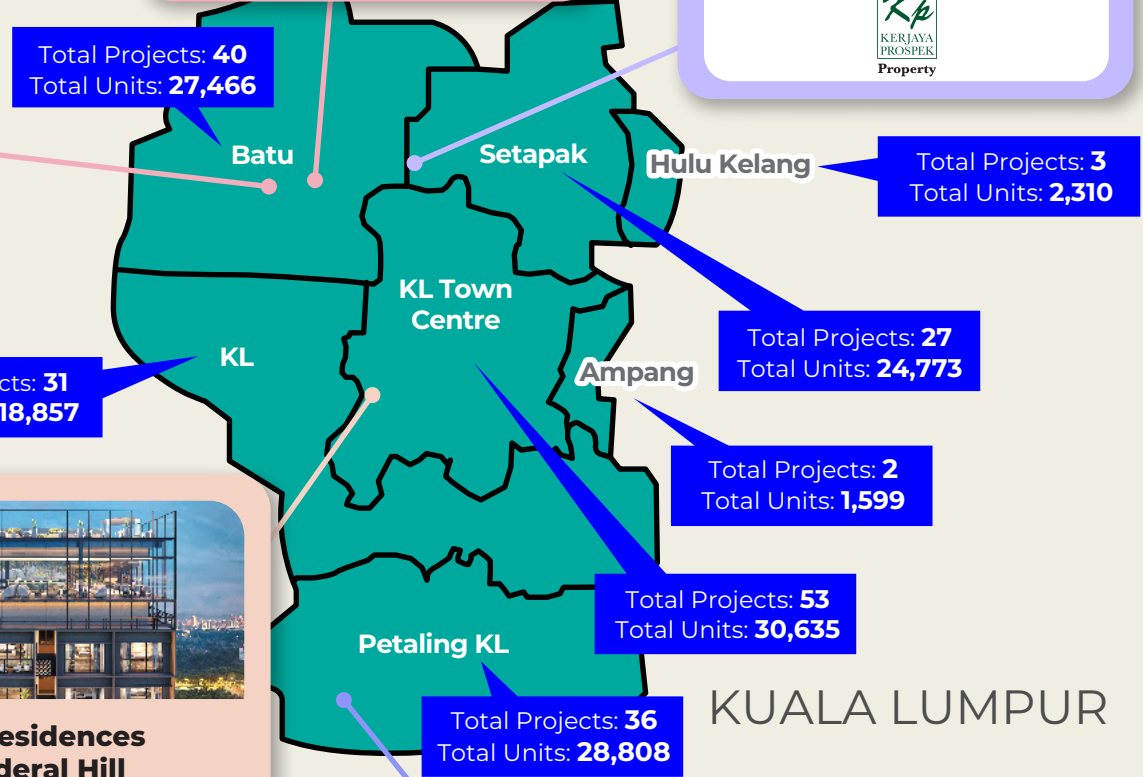 Kp
KERJAYA
PROSPEK
Property
Total Projects: 40
Total Units: 27,466
Batu
Setapak
Hulu Kelang
Total Projects: 3
Total Units: 2,310
KL Town
Centre
Total Projects: 27
Total Units: 24,773
KL
cts: 31
18,857
Ampang
Total Projects: 2
Total Units: 1,599
Total Projects: 53
Total Units: 30,635
Petaling KL
KUALA LUMPUR
Total Projects: 36
Total Units: 28,808
esidences
deral Hill